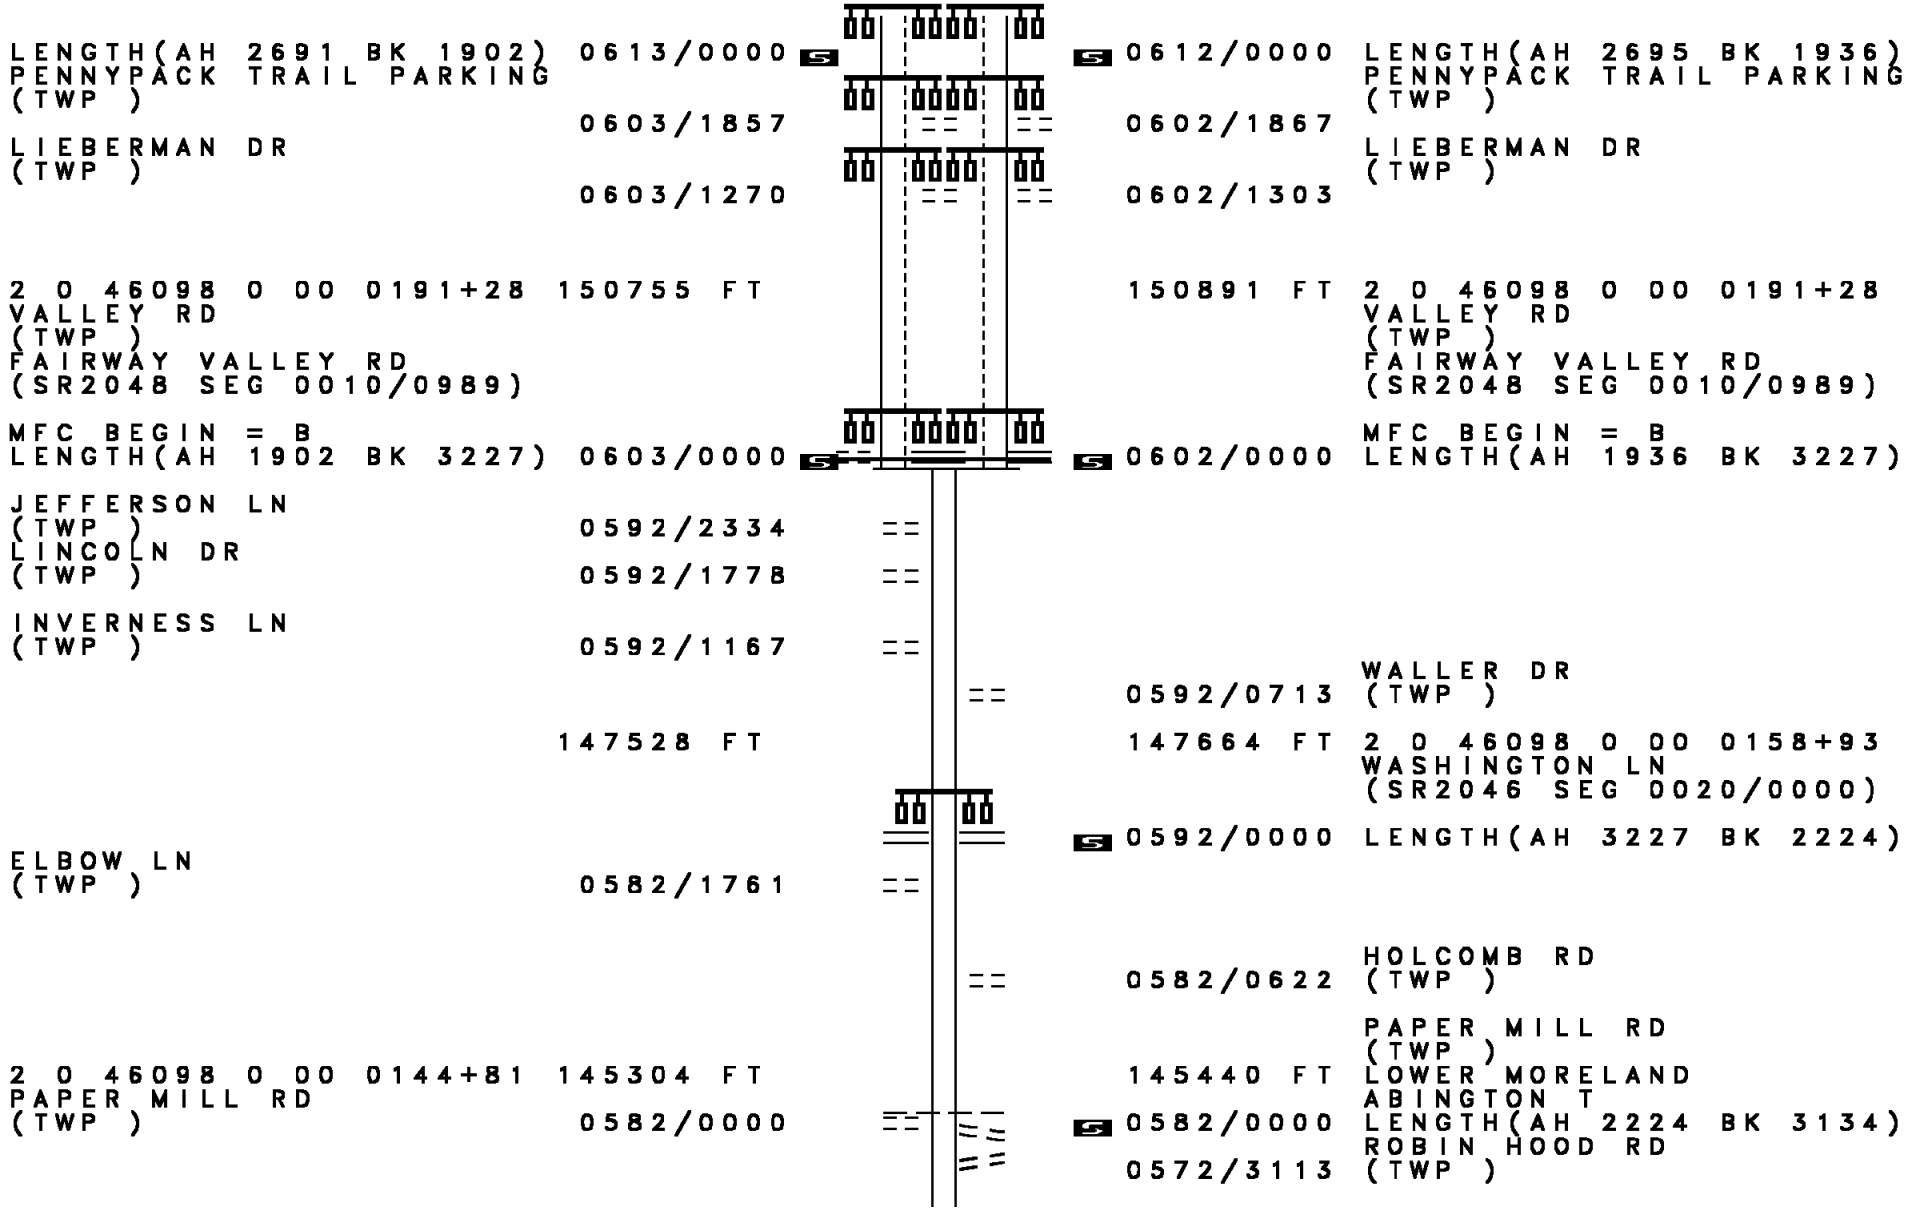 LENGTH(AH 2691 BK 1902) 0613/0000 S S 0612/0000 LENGTH(AH 2695 BK 1936)
PENNYPACK TRAIL PARKING PENNYPACK TRAIL PARKING
(TWP ) (TWP )
0603/1857 0602/1867
LIEBERMAN DR LIEBERMAN DR
(TWP ) (TWP )
0603/1270 0602/1303
2 0 46098 0 00 0191+28 150755 FT 150891 FT 2 0 46098 0 00 0191+28
VALLEY RD VALLEY RD
(TWP ) (TWP )
FAIRWAY VALLEY RD FAIRWAY VALLEY RD
(SR2048 SEG 0010/0989) (SR2048 SEG 0010/0989)
MFC BEGIN = B MFC BEGIN = B
LENGTH(AH 1902 BK 3227) 0603/0000 S S 0602/0000 LENGTH(AH 1936 BK 3227)
JEFFERSON LN
(TWP ) 0592/2334
LINCOLN DR
(TWP ) 0592/1778
INVERNESS LN
(TWP ) 0592/1167
WALLER DR
0592/0713 (TWP )
147528 FT 147664 FT 2 0 46098 0 00 0158+93
WASHINGTON LN
(SR2046 SEG 0020/0000)
S 0592/0000 LENGTH(AH 3227 BK 2224)
ELBOW LN
(TWP ) 0582/1761
HOLCOMB RD
0582/0622 (TWP )
PAPER MILL RD
(TWP )
2 0 46098 0 00 0144+81 145304 FT 145440 FT LOWER MORELAND
PAPER MILL RD ABINGTON T
(TWP ) 0582/0000 S 0582/0000 LENGTH(AH 2224 BK 3134)
ROBIN HOOD RD
0572/3113 (TWP )